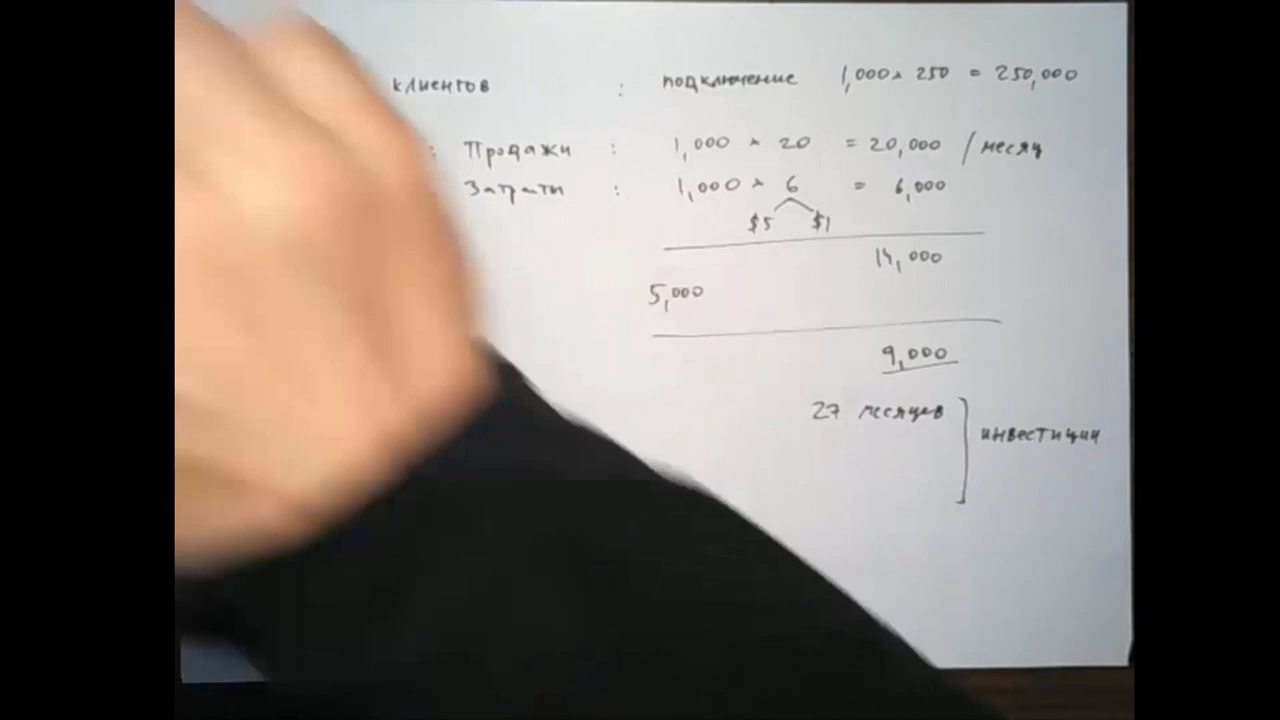 клиентов : подключение 1,000 × 250 = 250,000
: Продажи : 1,000 × 20 = 20,000 / месяц
Затраты : 1,000 × 6 = 6,000
$5 $1
14,000
5,000
9,000
27 месяцев
инвестиции